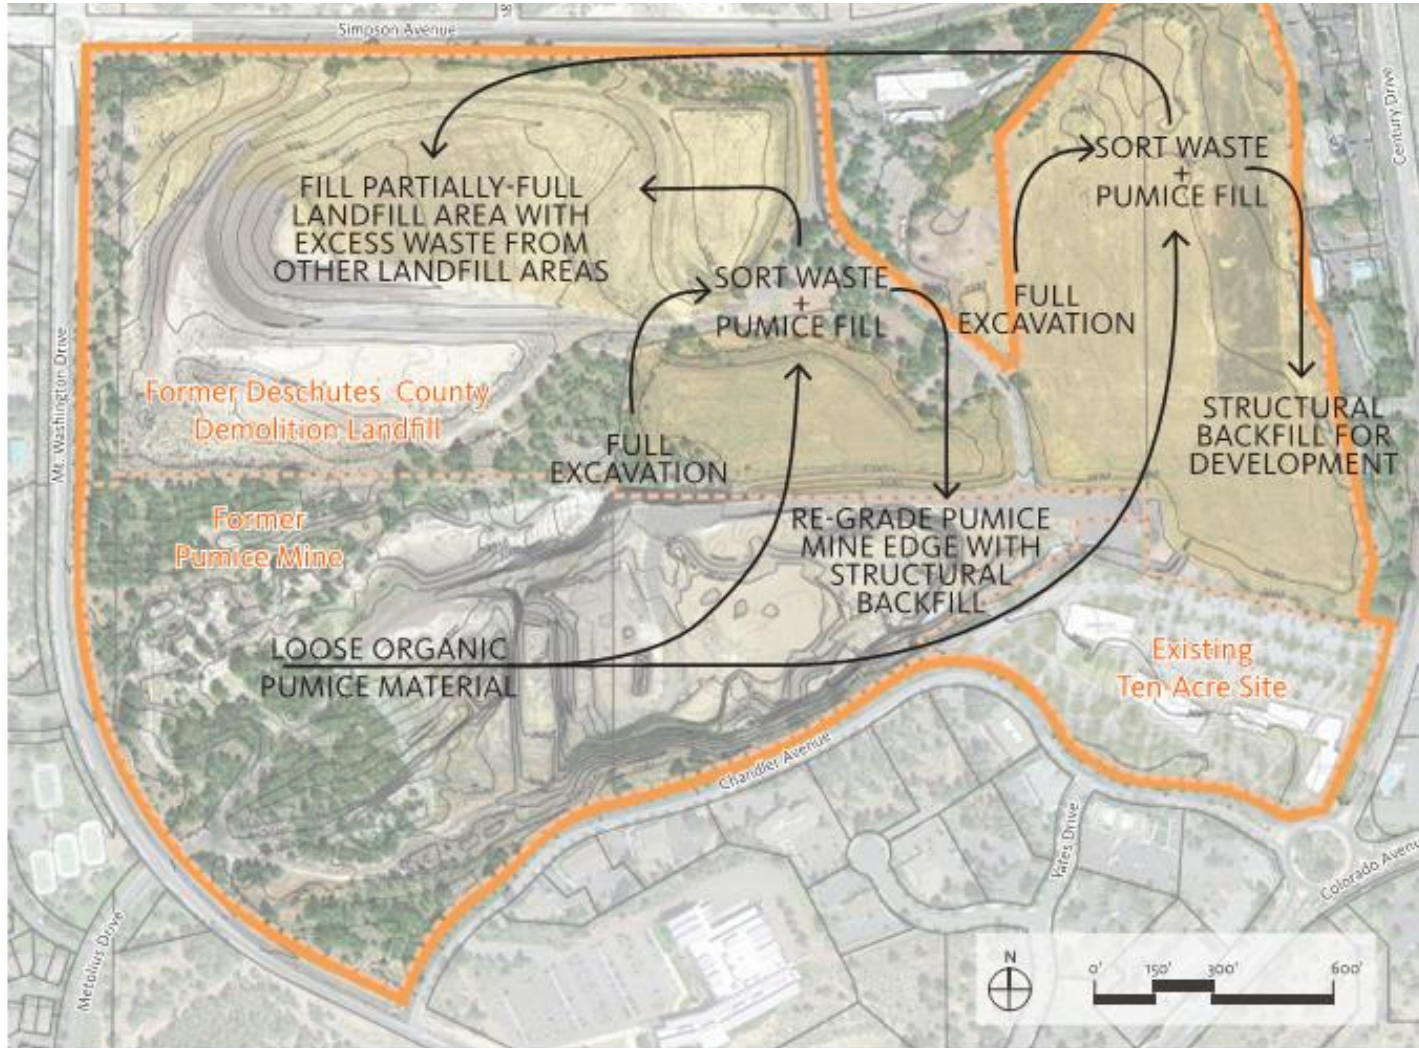 Simpson Avenue
18
Century Drive
SORT WASTE
+
PUMICE FILL
FILL PARTIALLY-FULL
LANDFILL AREA WITH
EXCESS WASTE FROM
OTHER LANDFILL AREAS
SORT WASTE
+
PUMICE FILL
FULL
EXCAVATION
Mt. Washington Drive
Former Deschutes County
Demolition Landfill
STRUCTURAL
BACKFILL FOR
DEVELOPMENT
FULL
EXCAVATION
Former
Pumice Mine
RE-GRADE PUMICE
MINE EDGE WITH
STRUCTURAL
BACKFILL
LOOSE ORGANIC
PUMICE MATERIAL
Existing
Ten Acre Site
Chandler Avenue
Yates Drive
Colorado Avenu
Metolius Drive
N
0' 150' 300' 600'